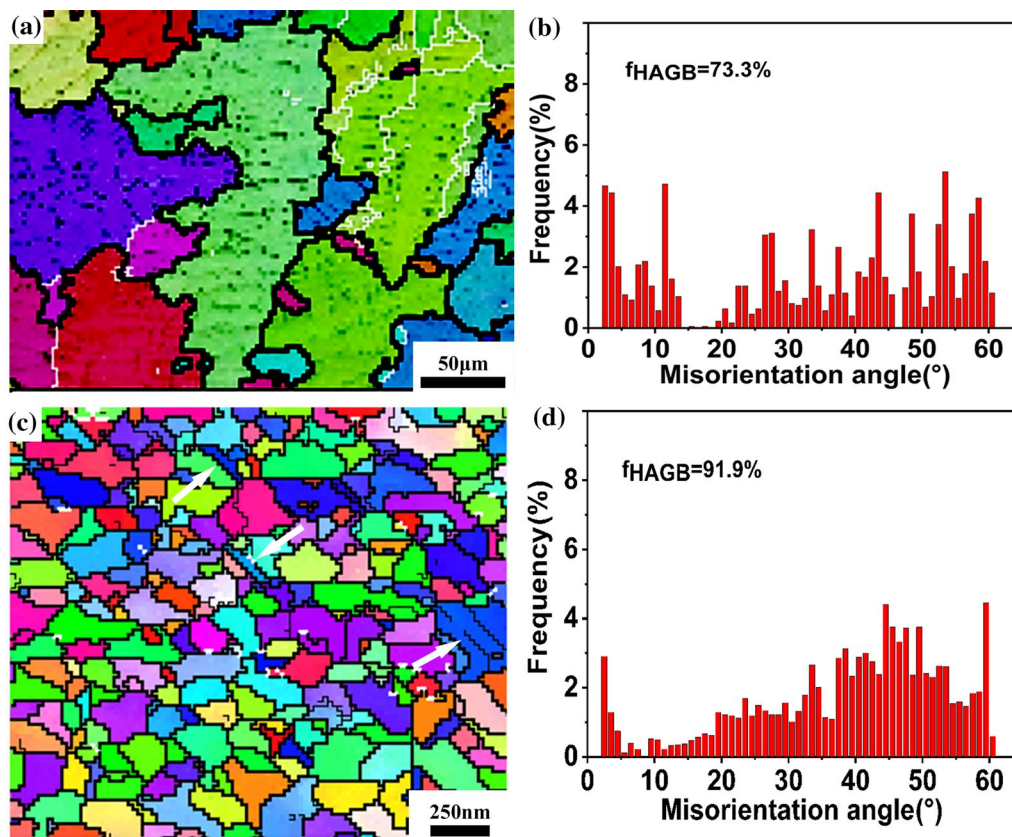 (a)
50μm
(b)
fHAGB=73.3%
Frequency(%)
8
6
4
2
0
0 10 20 30 40 50 60
Misorientation angle(°)
(c)
250nm
(d)
fHAGB=91.9%
Frequency(%)
8
6
4
2
0
0 10 20 30 40 50 60
Misorientation angle(°)